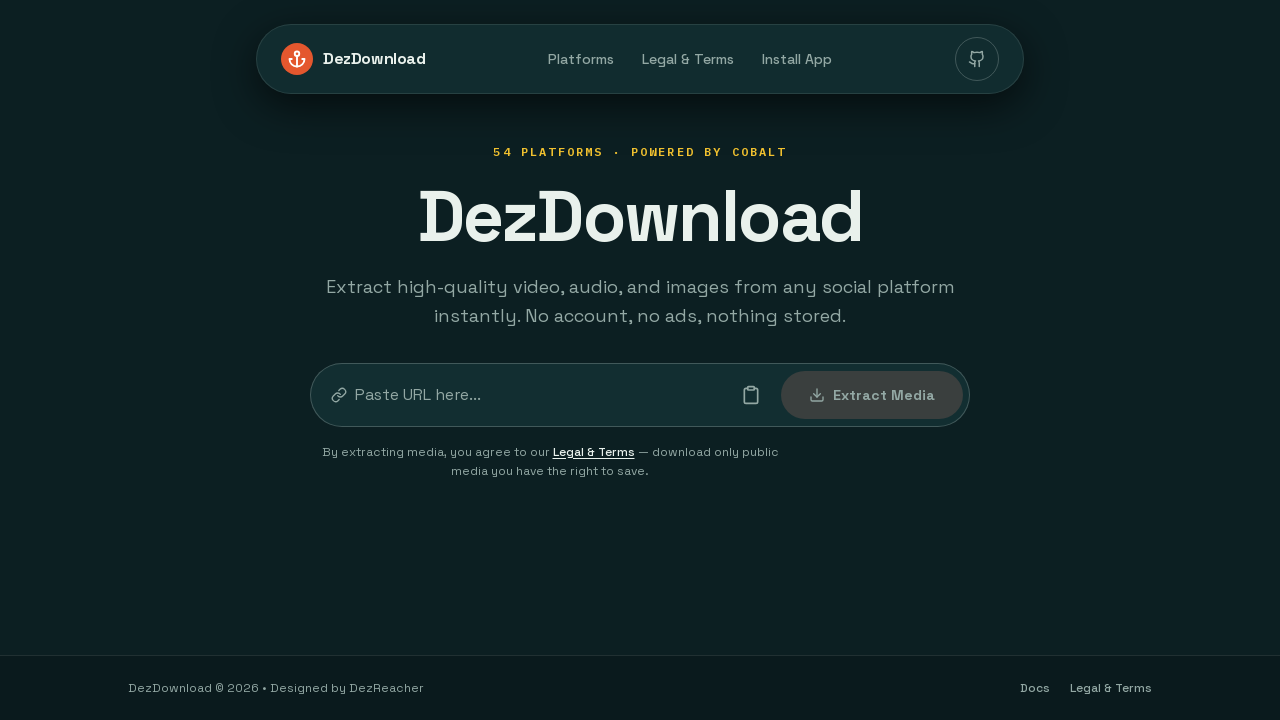 DezDownload
Platforms
Legal & Terms
Install App
54 PLATFORMS · POWERED BY COBALT
DezDownload
Extract high-quality video, audio, and images from any social platform
instantly. No account, no ads, nothing stored.
Paste URL here...
Extract Media
By extracting media, you agree to our Legal & Terms — download only public
media you have the right to save.
DezDownload © 2026 • Designed by DezReacher
Docs
Legal & Terms